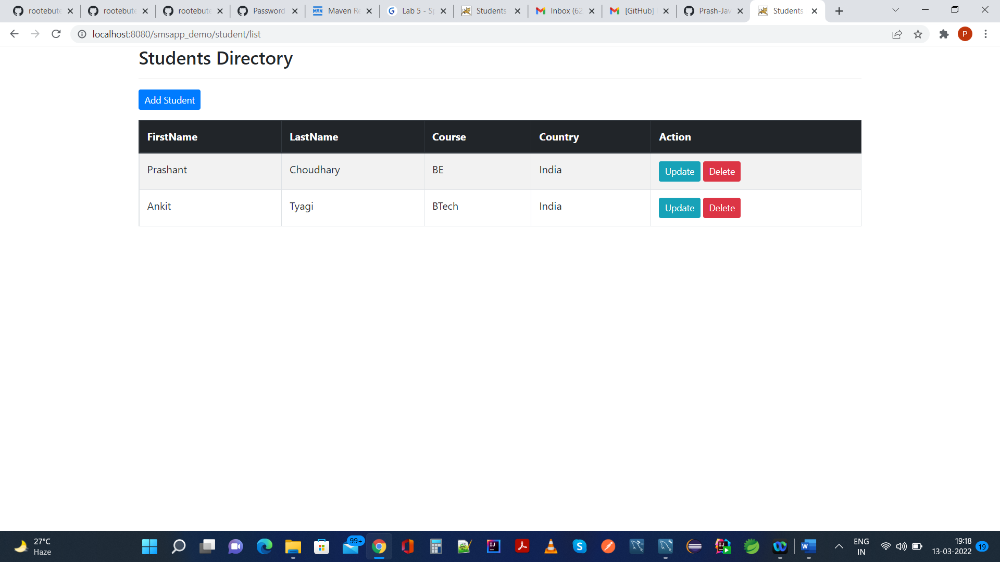 rootebute
rootebute
rootebute
Password
Maven Re
Lab 5 - Sp
Students
Inbox (62
[GitHub]
Prash-Jav
Students
localhost:8080/smsapp_demo/student/list
P
Students Directory
Add Student
FirstName LastName Course Country Action
Prashant Choudhary BE India Update Delete
Ankit Tyagi BTech India Update Delete
27°C
Haze
99+
ENG
IN
19:18
13-03-2022
19